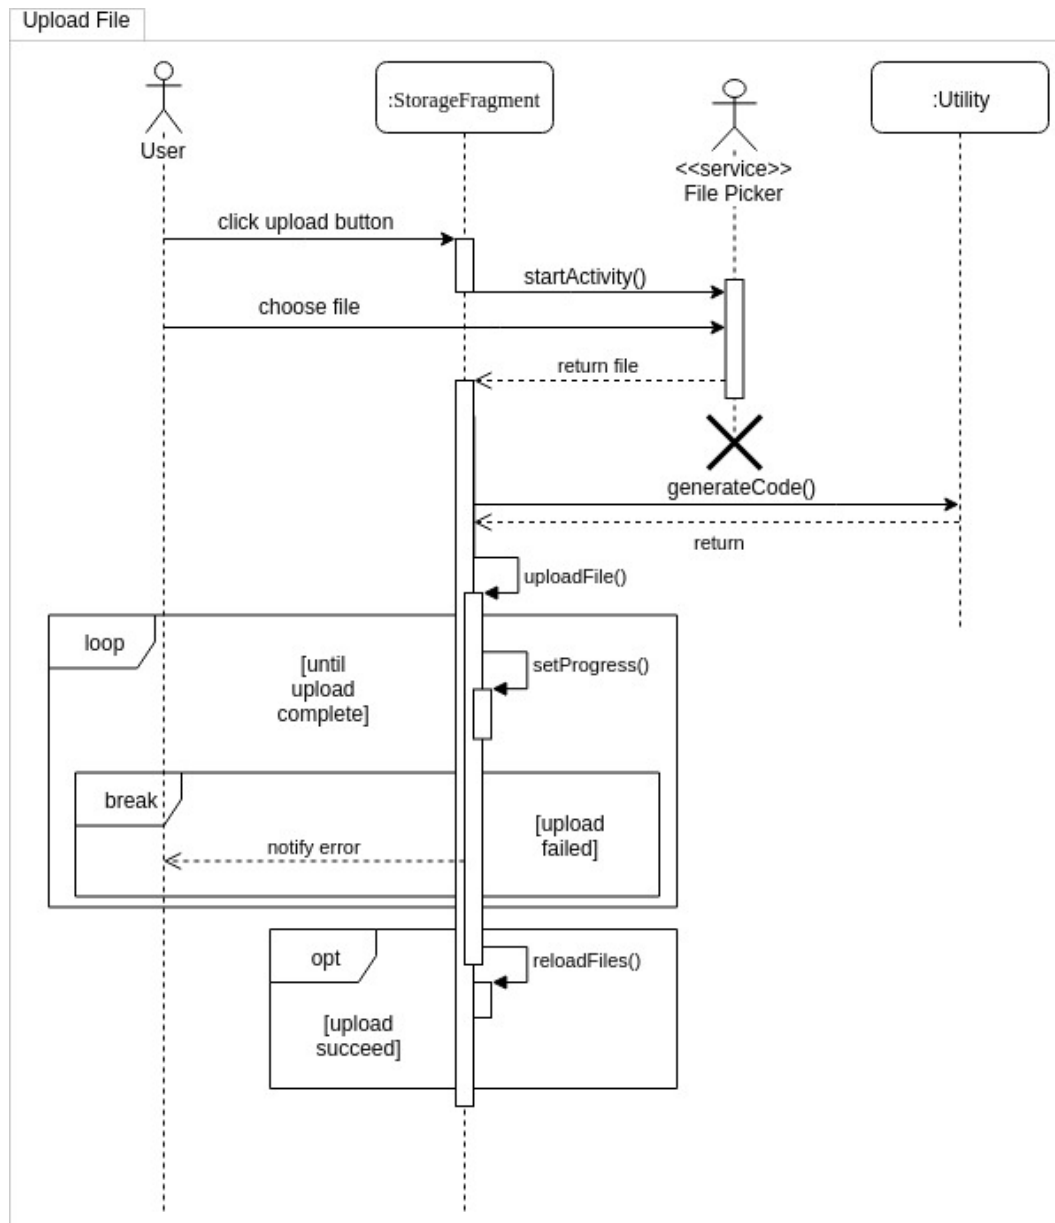 Upload File
:StorageFragment
:Utility
User
<<service>>
File Picker
click upload button
startActivity()
choose file
return file
generateCode()
return
uploadFile()
loop
[until
upload
complete]
setProgress()
break
[upload
failed]
notify error
opt
reloadFiles()
[upload
succeed]